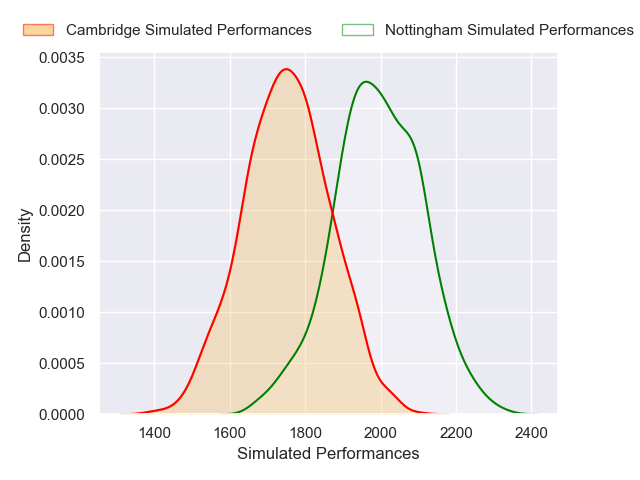 Cambridge Simulated Performances Nottingham Simulated Performances
0.0035
0.0030
0.0025
0.0020
0.0015
0.0010
0.0005
0.0000
Density
1400 1600 1800 2000 2200 2400
Simulated Performances